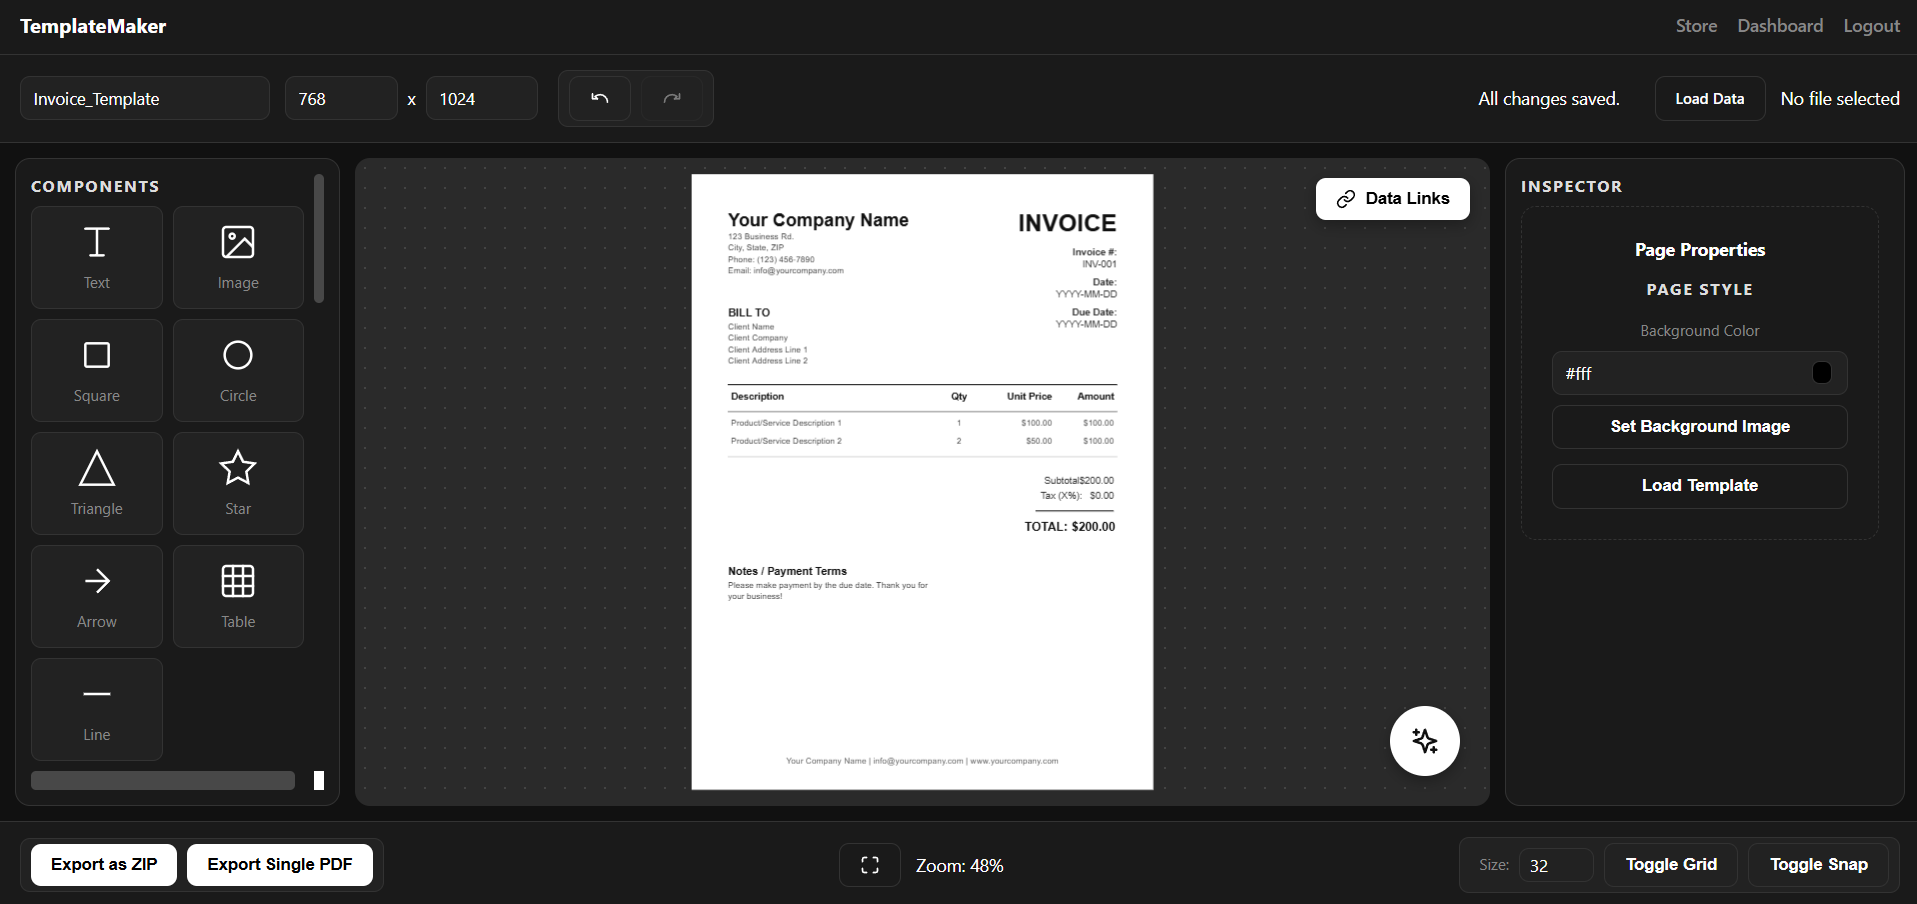 TemplateMaker
Store Dashboard Logout
Invoice_Template 768 x 1024
All changes saved. Load Data No file selected
COMPONENTS
Text Image
Square Circle
Triangle Star
Arrow Table
Line
Data Links
Your Company Name
123 Business Rd.
City, State, ZIP
Phone: (123) 456-7890
Email: info@yourcompany.com
INVOICE
Invoice #:
INV-001
Date:
YYYY-MM-DD
Due Date:
YYYY-MM-DD
BILL TO
Client Name
Client Company
Client Address Line 1
Client Address Line 2
Description Qty Unit Price Amount
Product/Service Description 1 1 $100.00 $100.00
Product/Service Description 2 2 $50.00 $100.00
Subtotal$200.00
Tax (X%): $0.00
TOTAL: $200.00
Notes / Payment Terms
Please make payment by the due date. Thank you for
your business!
Your Company Name | info@yourcompany.com | www.yourcompany.com
INSPECTOR
Page Properties
PAGE STYLE
Background Color
#fff
Set Background Image
Load Template
Export as ZIP Export Single PDF
Zoom: 48%
Size: 32 Toggle Grid Toggle Snap